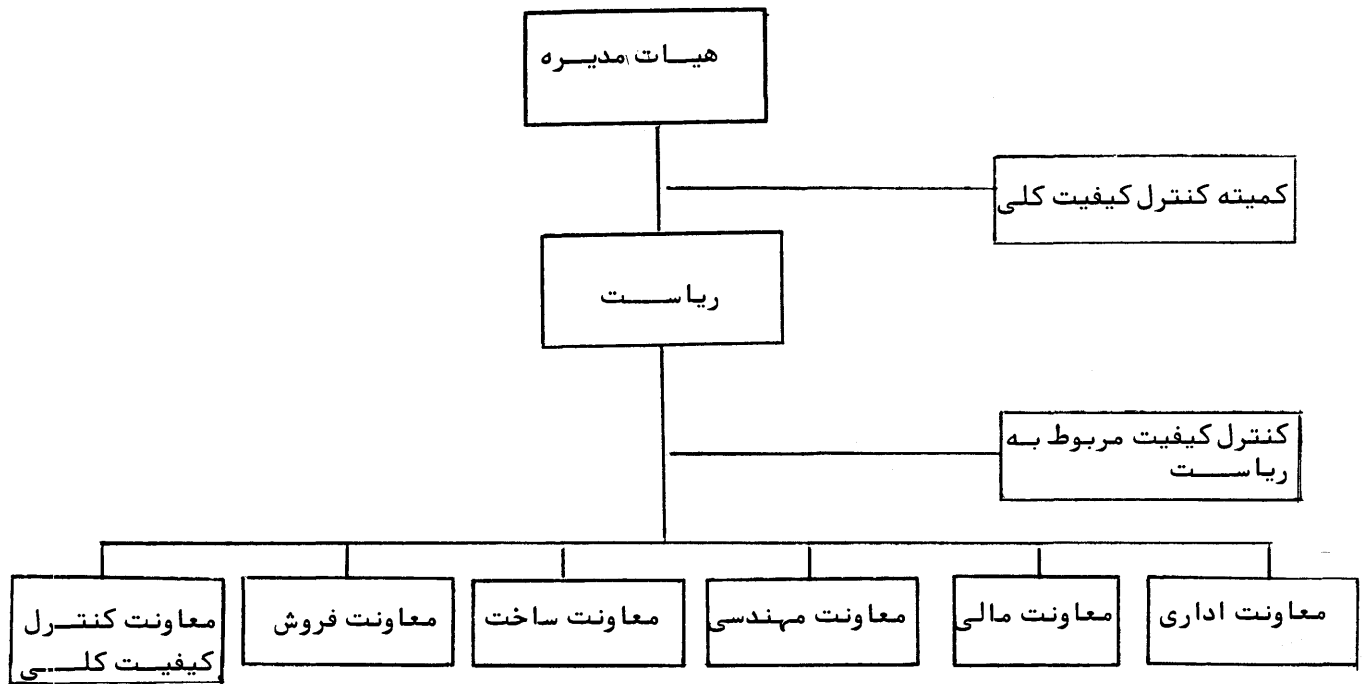 هیات مدیره
کمیته کنترل کیفیت کلی
ریاست
کنترل کیفیت مربوط به
ریاست
معاونت اداری
معاونت مالی
معاونت مهندسی
معاونت ساخت
معاونت فروش
معاونت کنترل
کیفیت کلی